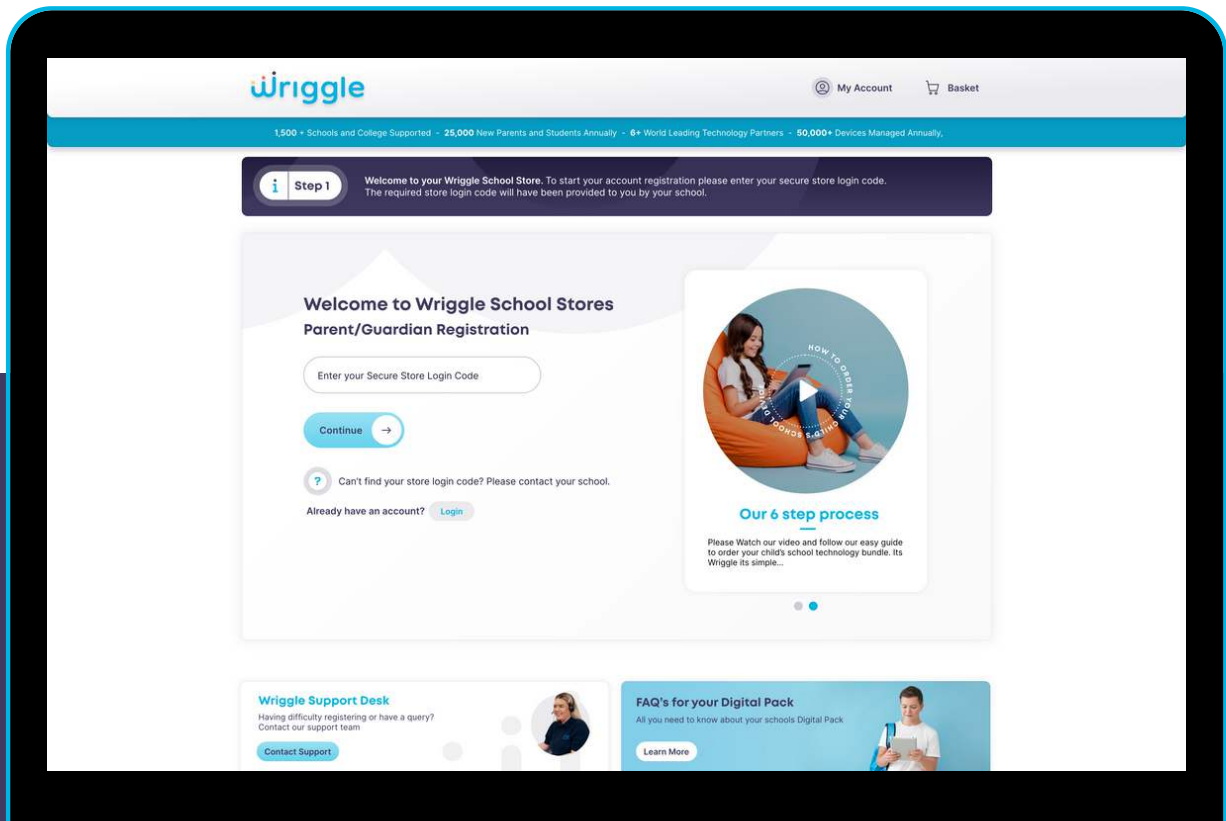 wriggle
My Account
Basket
1,500 + Schools and College Supported - 25,000 New Parents and Students Annually - 6+ World Leading Technology Partners - 50,000+ Devices Managed Annually,
i Step 1
Welcome to your Wriggle School Store. To start your account registration please enter your secure store login code.
The required store login code will have been provided to you by your school.
Welcome to Wriggle School Stores
Parent/Guardian Registration
Enter your Secure Store Login Code
Continue →
? Can't find your store login code? Please contact your school.
Already have an account? Login
HOW TO ORDER YOUR CHILD'S SCHOOL DEVICE
Our 6 step process
Please Watch our video and follow our easy guide
to order your child's school technology bundle. Its
Wriggle its simple...
Wriggle Support Desk
Having difficulty registering or have a query?
Contact our support team
Contact Support
FAQ's for your Digital Pack
All you need to know about your schools Digital Pack
Learn More